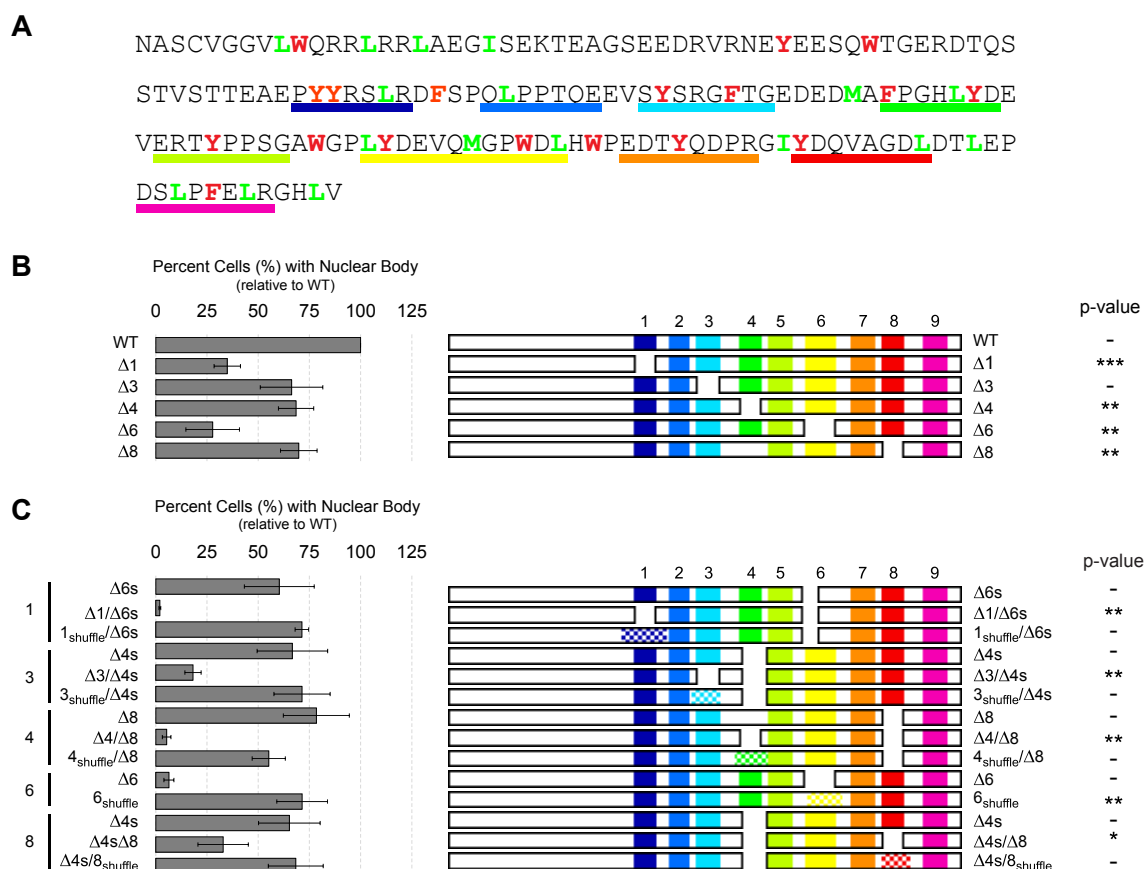 A
NASCVGGVLWQRRLRRLAEGISEKTEAGSEEDRVRNEYEESQWTGERDTQS
STVSTTEAEPYYRSLRDFSPQLPPTQEEVSYSRGFTGEDEDMAFPGHLYDE
VERTYPPSGAWGPLYDEVQMGPWDLHWPEDTYQDPRGIYDQVAGDLDTLEP
DSLPFELRGHLV
B
Percent Cells (%) with Nuclear Body
(relative to WT)
0 25 50 75 100 125
p-value
1 2 3 4 5 6 7 8 9
WT WT -
Δ1 Δ1 ***
Δ3 Δ3 -
Δ4 Δ4 **
Δ6 Δ6 **
Δ8 Δ8 **
C
Percent Cells (%) with Nuclear Body
(relative to WT)
0 25 50 75 100 125
p-value
1 2 3 4 5 6 7 8 9
Δ6s Δ6s -
1 Δ1/Δ6s Δ1/Δ6s **
1shuffle/Δ6s 1shuffle/Δ6s -
Δ4s Δ4s -
3 Δ3/Δ4s Δ3/Δ4s **
3shuffle/Δ4s 3shuffle/Δ4s -
Δ8 Δ8 -
4 Δ4/Δ8 Δ4/Δ8 **
4shuffle/Δ8 4shuffle/Δ8 -
Δ6 Δ6 -
6 6shuffle 6shuffle **
Δ4s Δ4s -
8 Δ4sΔ8 Δ4s/Δ8 *
Δ4s/8shuffle Δ4s/8shuffle -